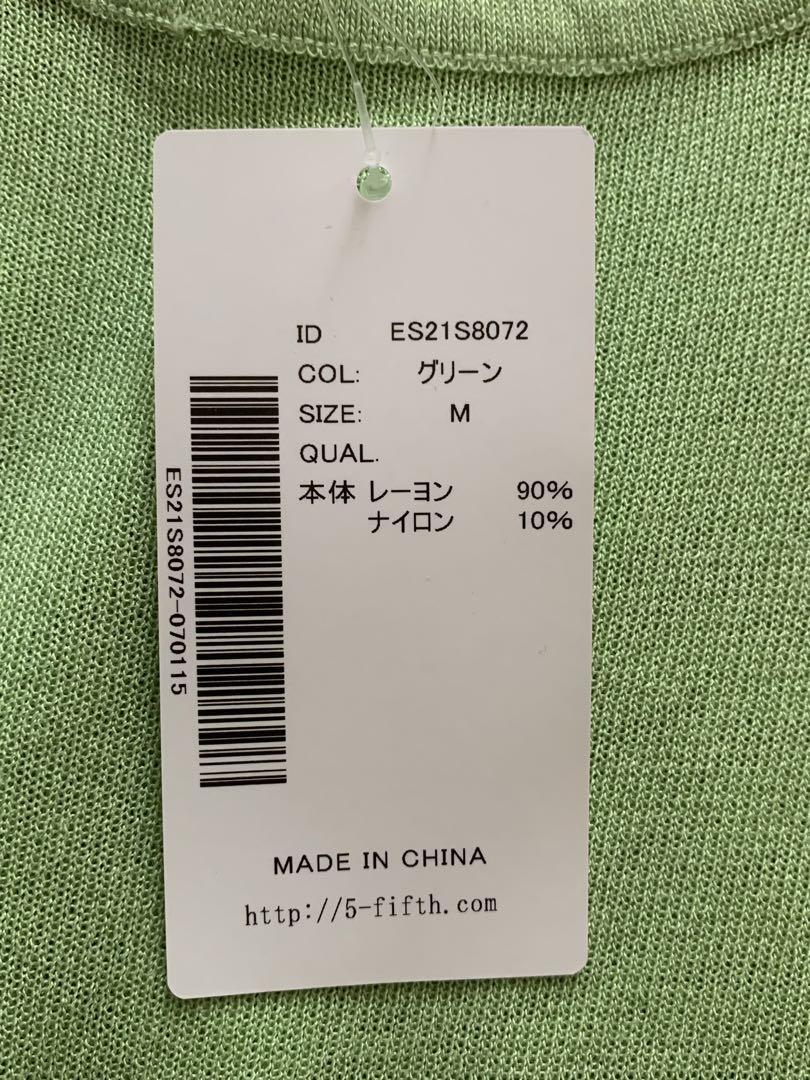 ID ES21S8072
COL: グリーン
SIZE: M
QUAL.
本体 レーヨン 90%
ナイロン 10%
ES21S8072-070115
MADE IN CHINA
http://5-fifth.com